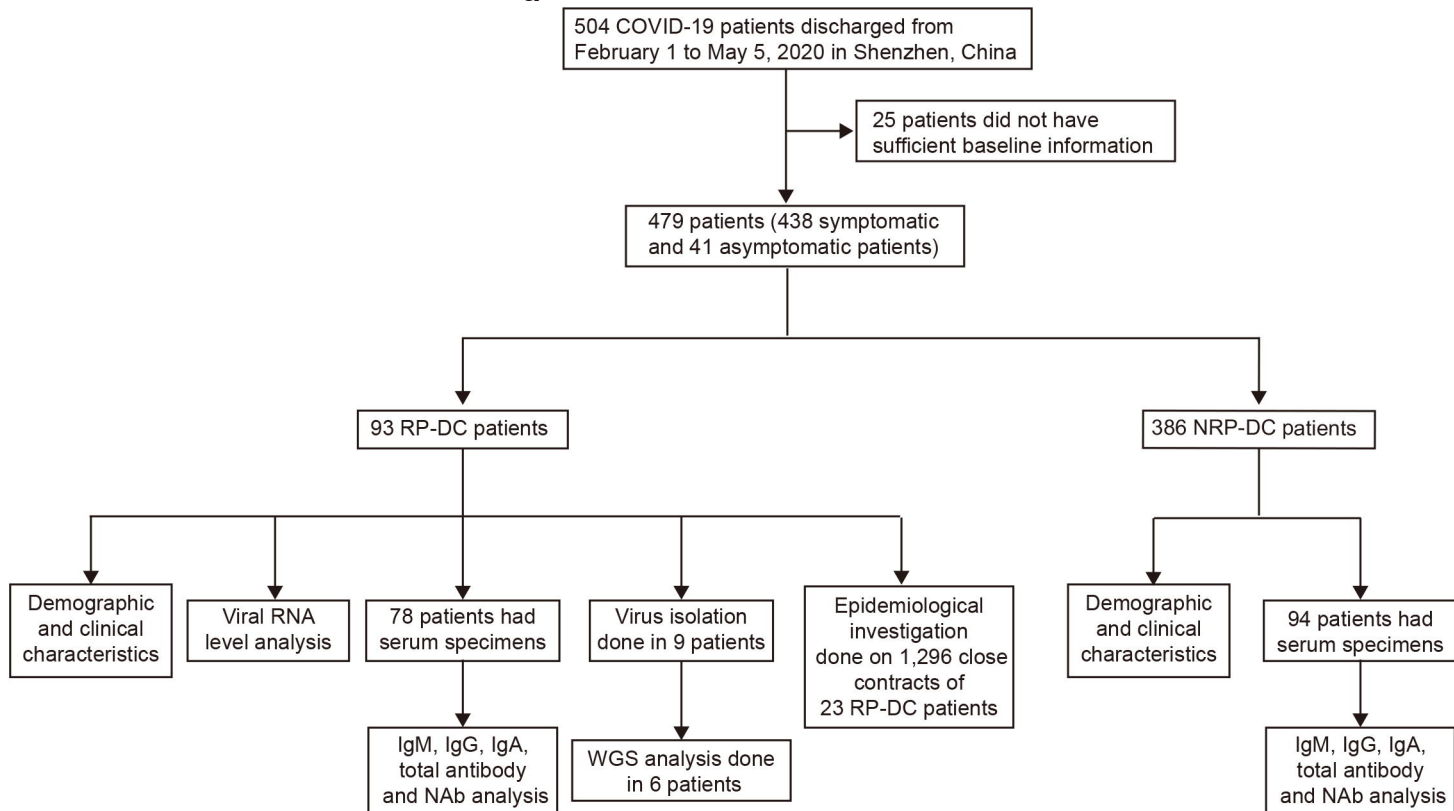 504 COVID-19 patients discharged from
February 1 to May 5, 2020 in Shenzhen, China
25 patients did not have
sufficient baseline information
479 patients (438 symptomatic
and 41 asymptomatic patients)
93 RP-DC patients
386 NRP-DC patients
Demographic
and clinical
characteristics
Viral RNA
level analysis
78 patients had
serum specimens
Virus isolation
done in 9 patients
Epidemiological
investigation
done on 1,296 close
contracts of
23 RP-DC patients
Demographic
and clinical
characteristics
94 patients had
serum specimens
IgM, IgG, IgA,
total antibody
and NAb analysis
WGS analysis done
in 6 patients
IgM, IgG, IgA,
total antibody
and NAb analysis